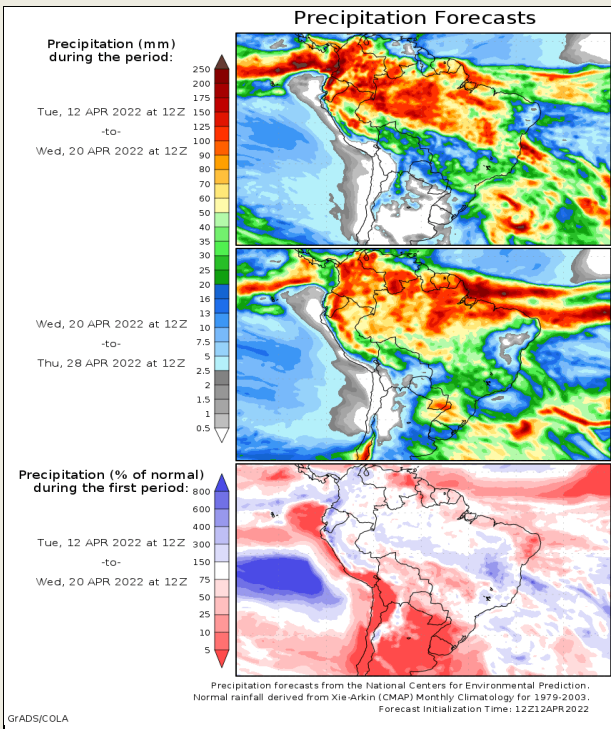 Precipitation Forecasts
Precipitation (mm)
during the period:
Tue, 12 APR 2022 at 12Z
-to-
Wed, 20 APR 2022 at 12Z
250
200
175
150
125
100
90
80
70
60
50
40
35
30
25
20
16
13
10
7.5
5
2.5
2
1.5
1
0.5
Wed, 20 APR 2022 at 12Z
-to-
Thu, 28 APR 2022 at 12Z
Precipitation (% of normal)
during the first period:
Tue, 12 APR 2022 at 12Z
-to-
Wed, 20 APR 2022 at 12Z
800
600
400
300
150
75
50
25
10
5
Precipitation forecasts from the National Centers for Environmental Prediction.
Normal rainfall derived from Xie-Arkin (CMAP) Monthly Climatology for 1979-2003.
Forecast Initialization Time: 12Z12APR2022
GrADS/COLA